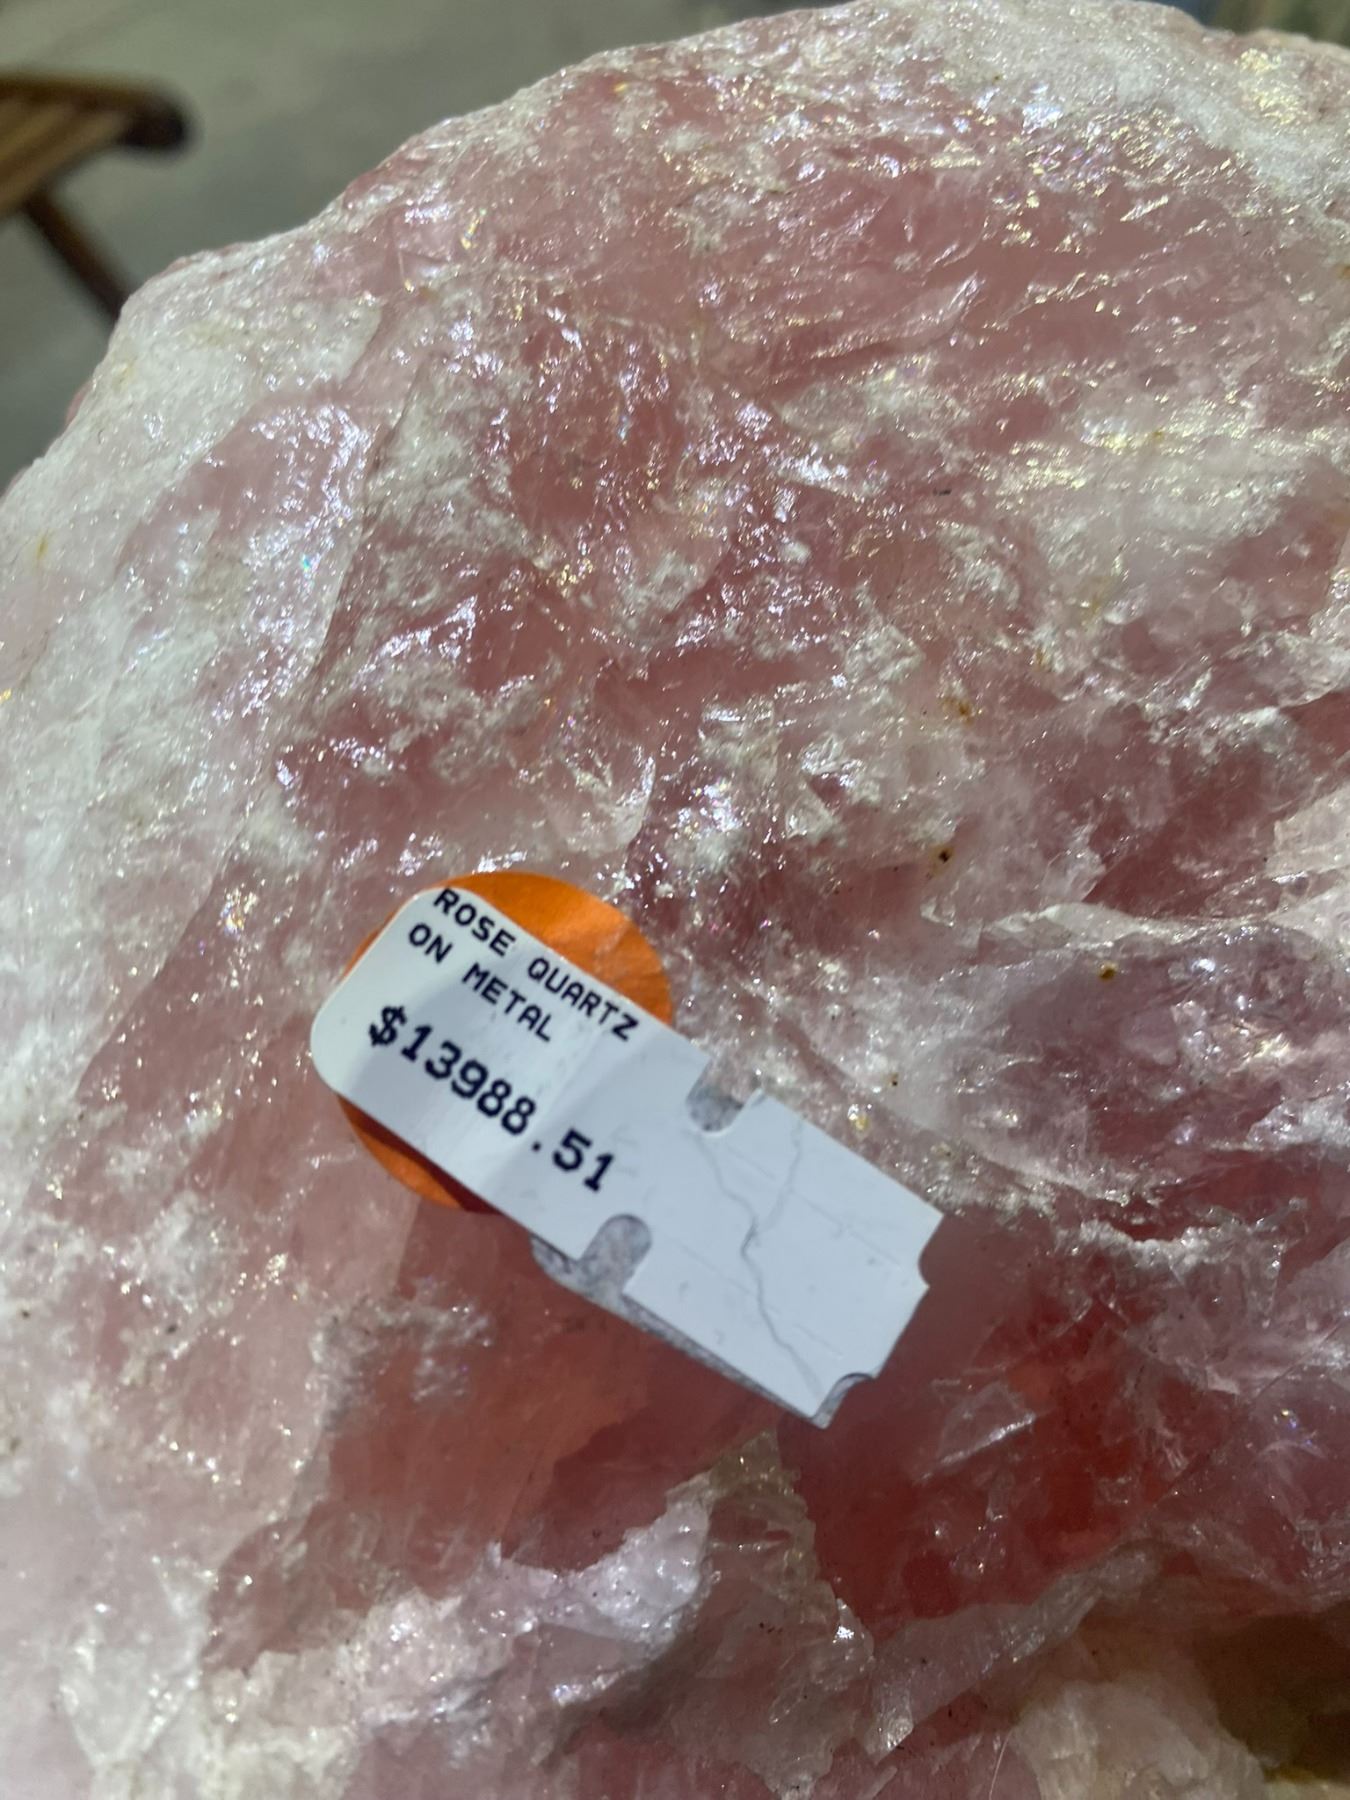 ROSE QUARTZ
ON METAL
$13988.51